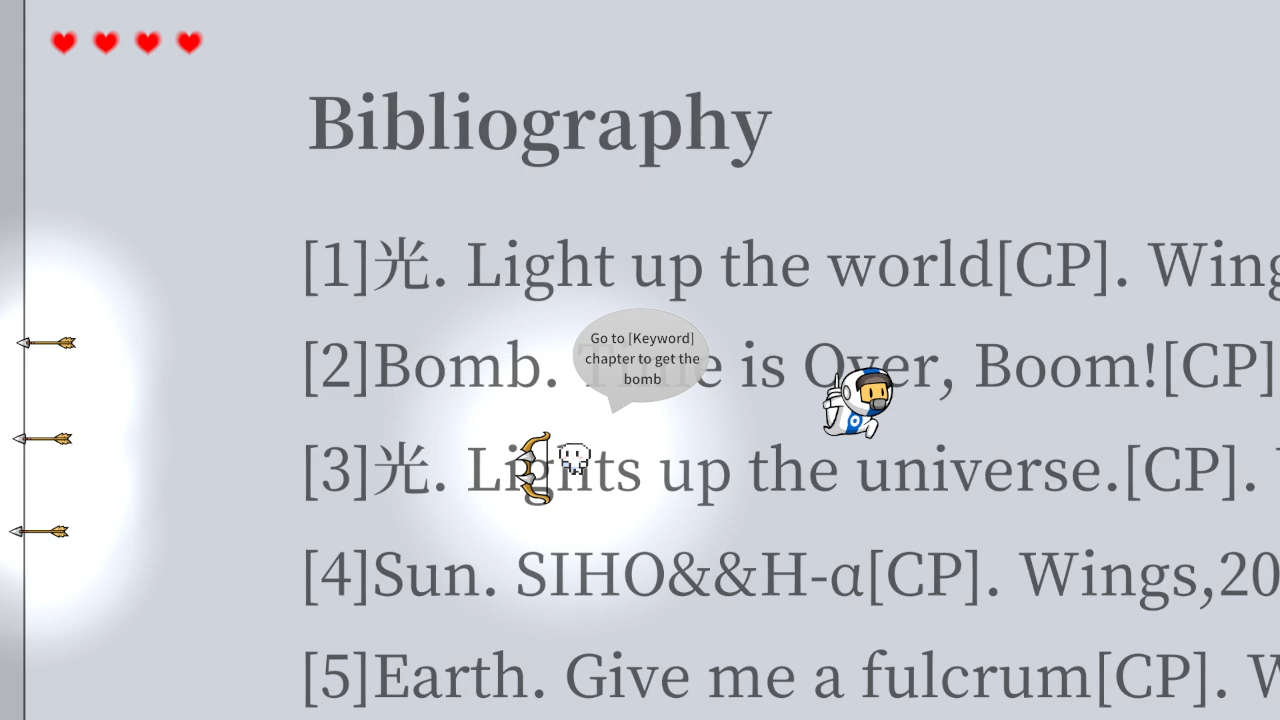 Bibliography
[1]光. Light up the world[CP]. Wing
Go to [Keyword]
chapter to get the
bomb
[2]Bomb. Time is Over, Boom![CP]
[3]光. Lights up the universe.[CP].
[4]Sun. SIHO&&H-α[CP]. Wings,20
[5]Earth. Give me a fulcrum[CP]. W